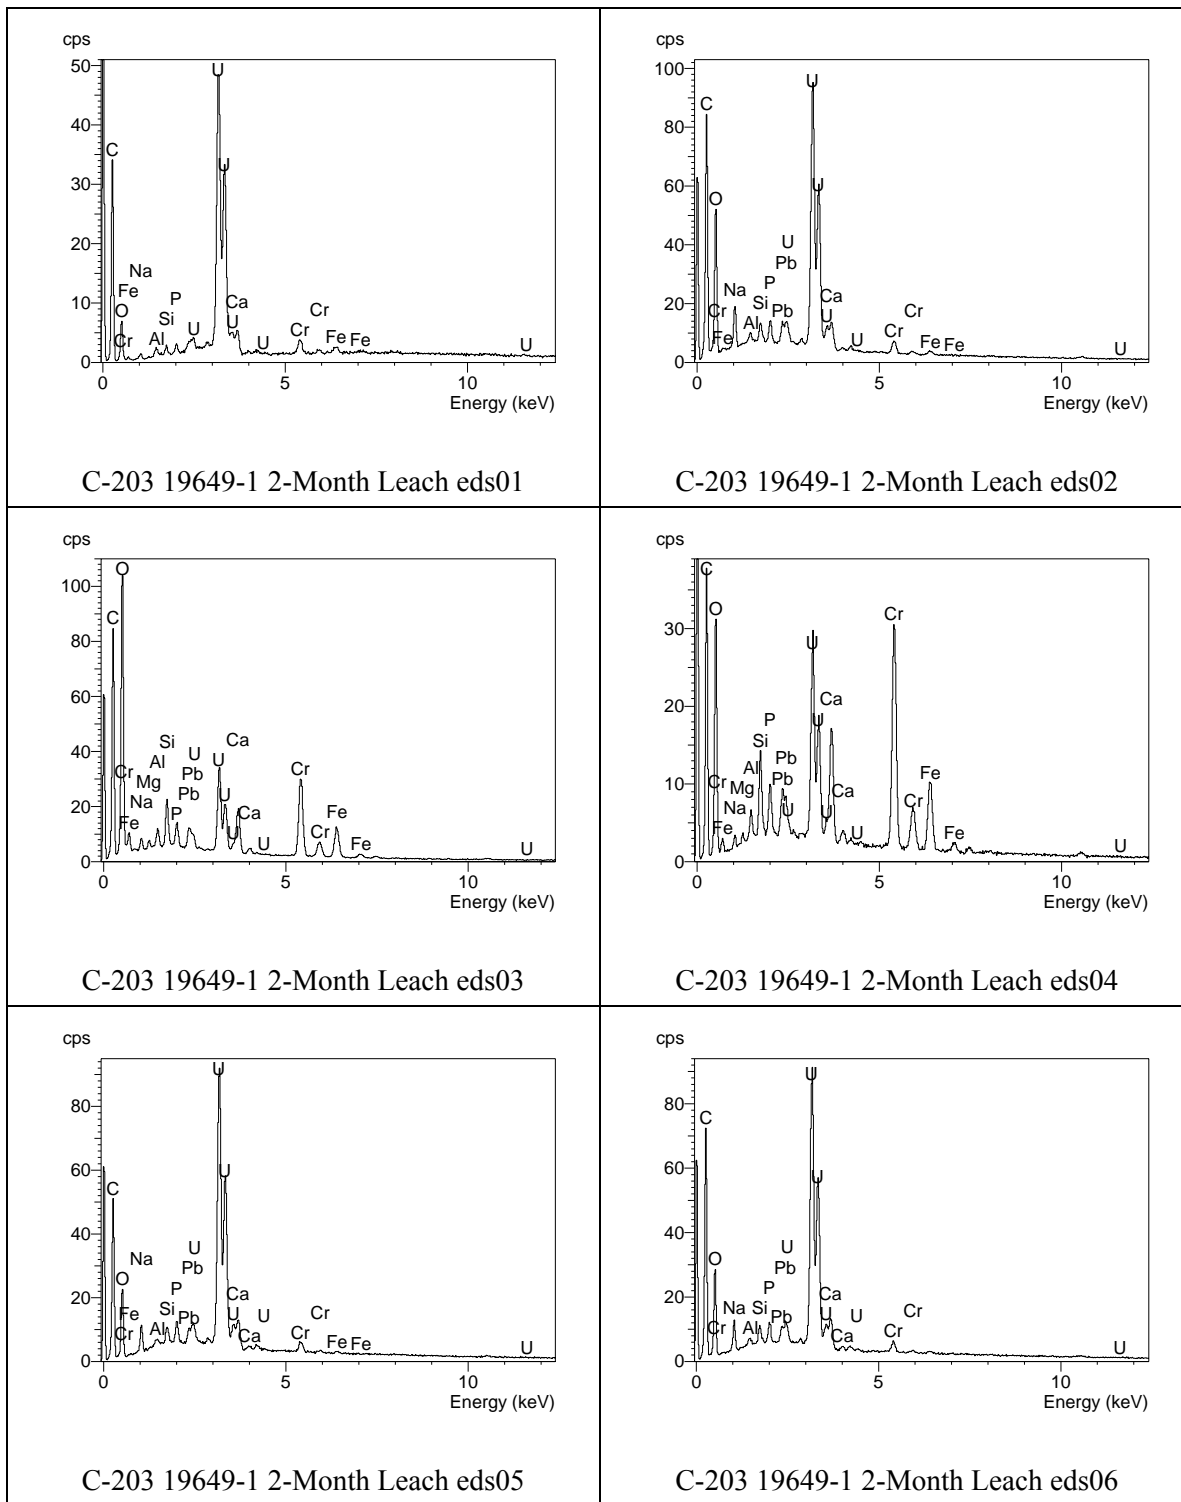 cps
50
40
30
20
10
0
C
Fe
Na
O
Cr
Al
Si
P
U
U
U
Ca
U
U
Cr
Cr
Fe
Fe
U
0
5
10
Energy (keV)
C-203 19649-1 2-Month Leach eds01
cps
100
80
60
40
20
0
C
O
Cr
Fe
Na
Al
Si
P
Pb
U
Pb
U
U
Ca
U
U
Cr
Cr
Fe
Fe
U
0
5
10
Energy (keV)
C-203 19649-1 2-Month Leach eds02
cps
100
80
60
40
20
0
C
O
Cr
Fe
Na
Mg
Al
Si
P
U
Pb
Pb
U
U
Ca
Ca
U
U
Cr
Cr
Fe
Fe
U
0
5
10
Energy (keV)
C-203 19649-1 2-Month Leach eds03
cps
30
20
10
0
C
O
Cr
Fe
Na
Mg
Al
Si
P
Pb
Pb
U
U
U
Ca
Ca
U
U
Cr
Cr
Fe
Fe
U
0
5
10
Energy (keV)
C-203 19649-1 2-Month Leach eds04
cps
80
60
40
20
0
C
O
Fe
Cr
Na
Al
Si
P
Pb
U
Pb
U
U
Ca
U
Ca
U
Cr
Cr
Fe
Fe
U
0
5
10
Energy (keV)
C-203 19649-1 2-Month Leach eds05
cps
80
60
40
20
0
C
O
Cr
Na
Al
Si
P
Pb
U
Pb
U
U
Ca
U
Ca
U
Cr
Cr
U
0
5
10
Energy (keV)
C-203 19649-1 2-Month Leach eds06